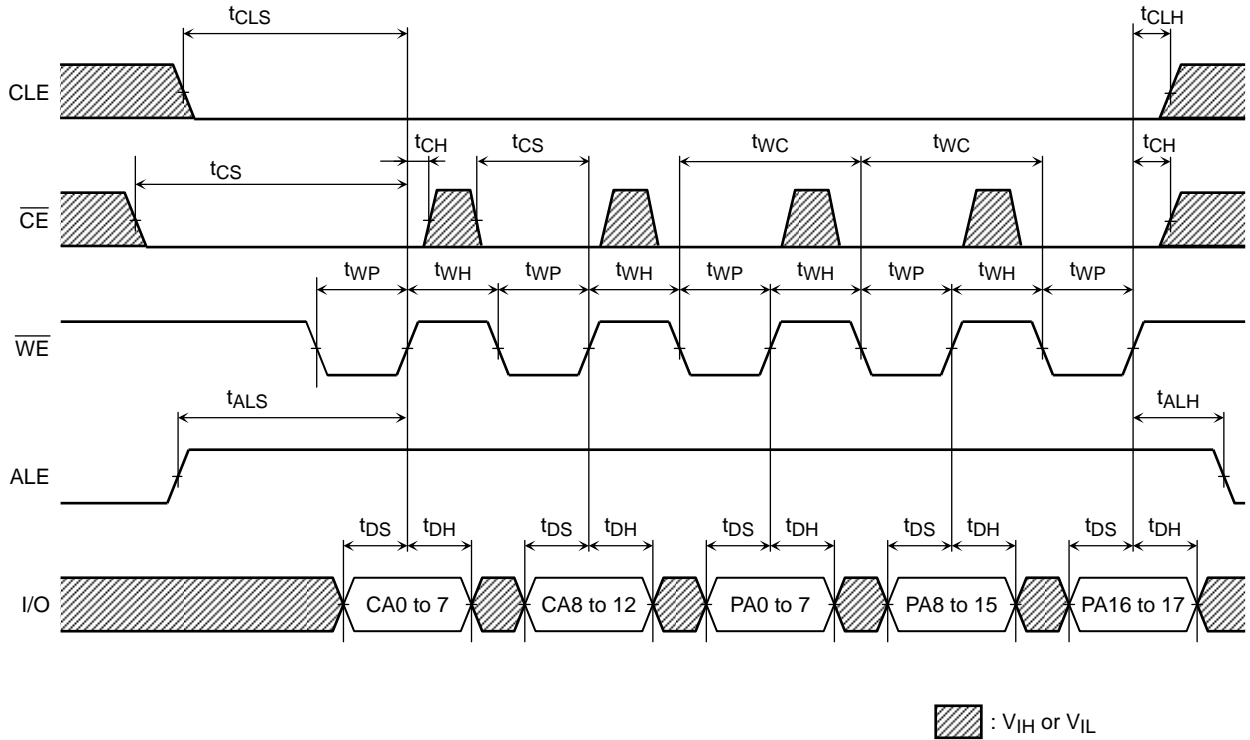 tCLS tCLH
CLE
tCH tCS tWC tWC tCH
tCS
CE
tWP tWH tWP tWH tWP tWH tWP tWH tWP
WE
tALS tALH
ALE
tDS tDH tDS tDH tDS tDH tDS tDH tDS tDH
I/O CA0 to 7 CA8 to 12 PA0 to 7 PA8 to 15 PA16 to 17
: VIH or VIL